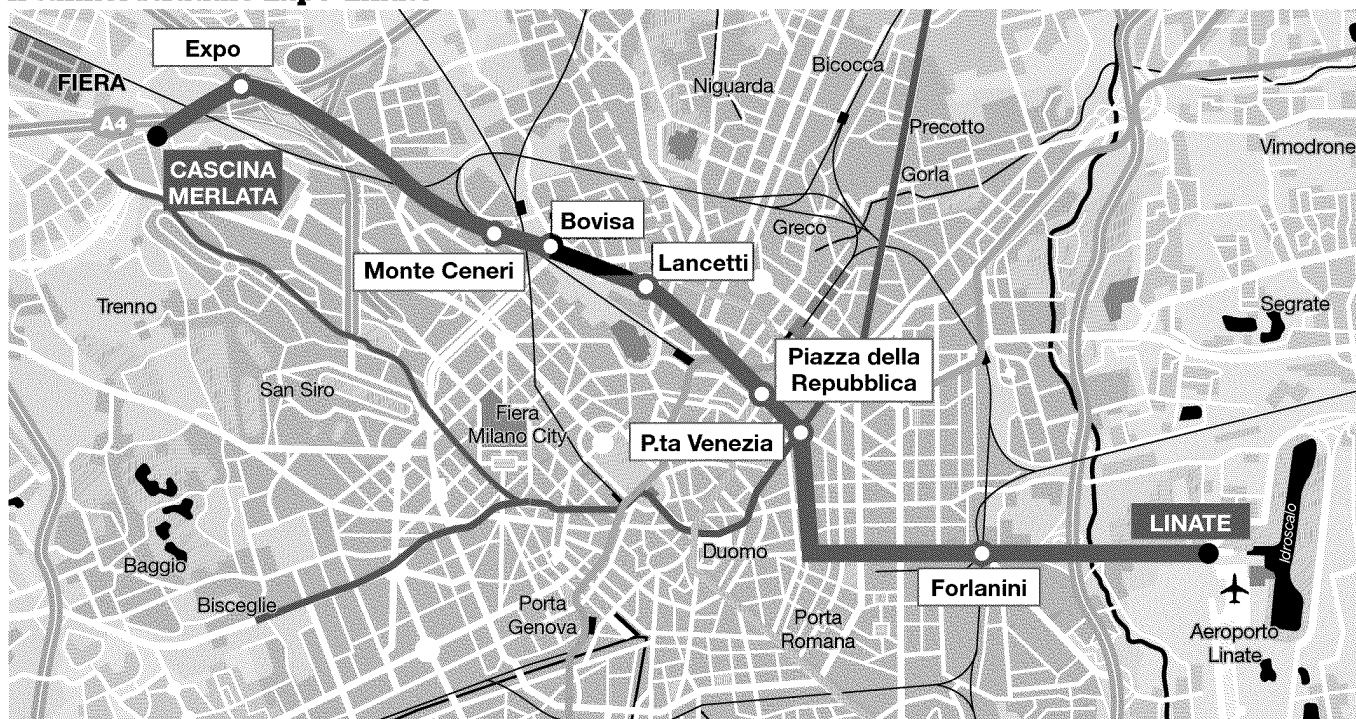 Expo
FIERA
A4
CASCINA
MERLATA
Niguarda
Bicocca
Precotto
Gorla
Vimodrone
Greco
Bovisa
Monte Ceneri
Lancetti
Trenno
Segrate
San Siro
Piazza della
Repubblica
Fiera
Milano City
P.ta Venezia
LINATE
Idroscalo
Baggio
Duomo
Bisceglie
Forlanini
Porta
Genova
Porta
Romana
Aeroporto
Linate